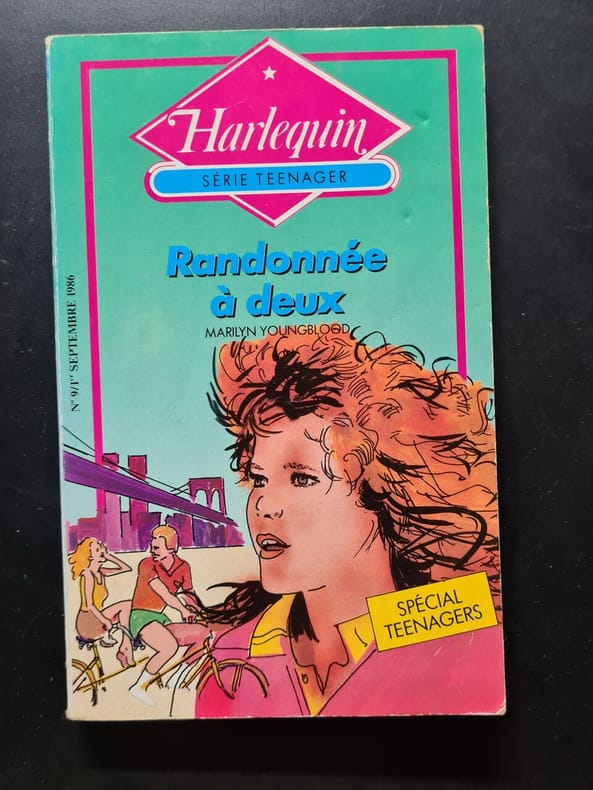 Harlequin
SÉRIE TEENAGER
Randonnée
à deux
MARILYN YOUNGBLOOD
N° 9/1er SEPTEMBRE 1986
SPÉCIAL
TEENAGERS